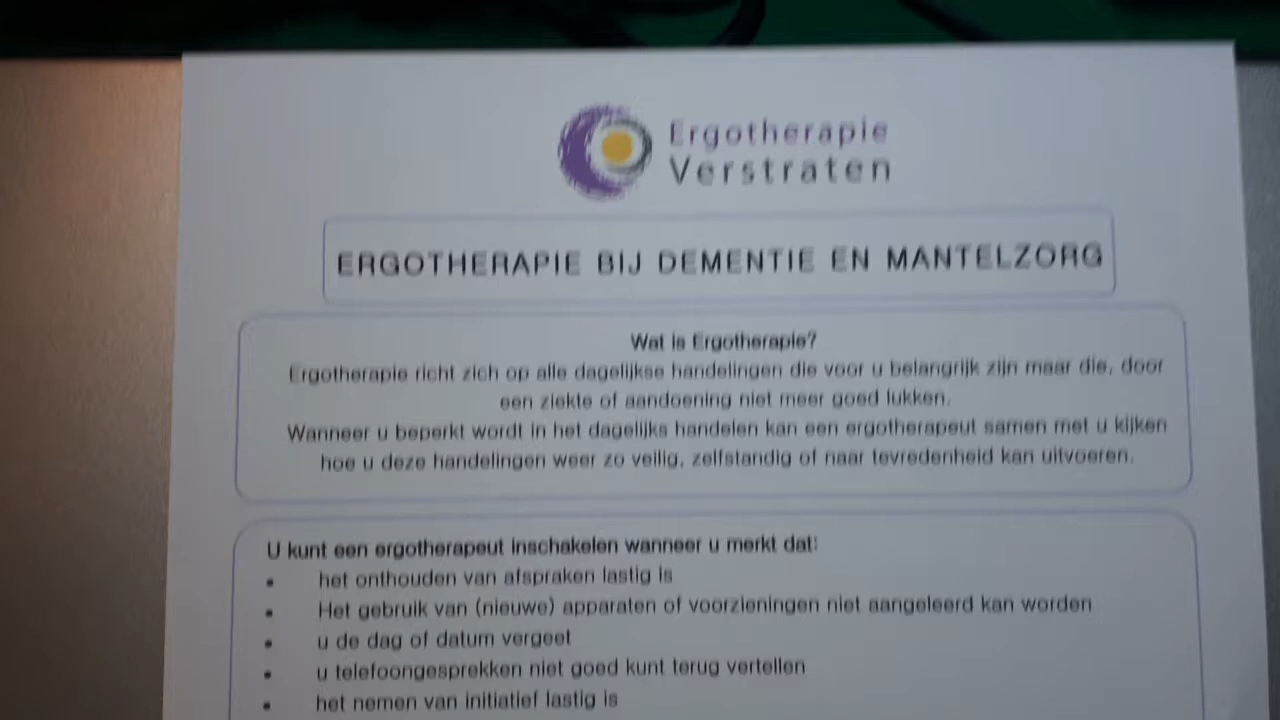 Ergotherapie
Verstraten
ERGOTHERAPIE BIJ DEMENTIE EN MANTELZORG
Wat is Ergotherapie?
Ergotherapie richt zich op alle dagelijkse handelingen die voor u belangrijk zijn maar die, door
een ziekte of aandoening niet meer goed lukken.
Wanneer u beperkt wordt in het dagelijks handelen kan een ergotherapeut samen met u kijken
hoe u deze handelingen weer zo veilig, zelfstandig of naar tevredenheid kan uitvoeren.
U kunt een ergotherapeut inschakelen wanneer u merkt dat:
• het onthouden van afspraken lastig is
• Het gebruik van (nieuwe) apparaten of voorzieningen niet aangeleerd kan worden
• u de dag of datum vergeet
• u telefoongesprekken niet goed kunt terug vertellen
• het nemen van initiatief lastig is